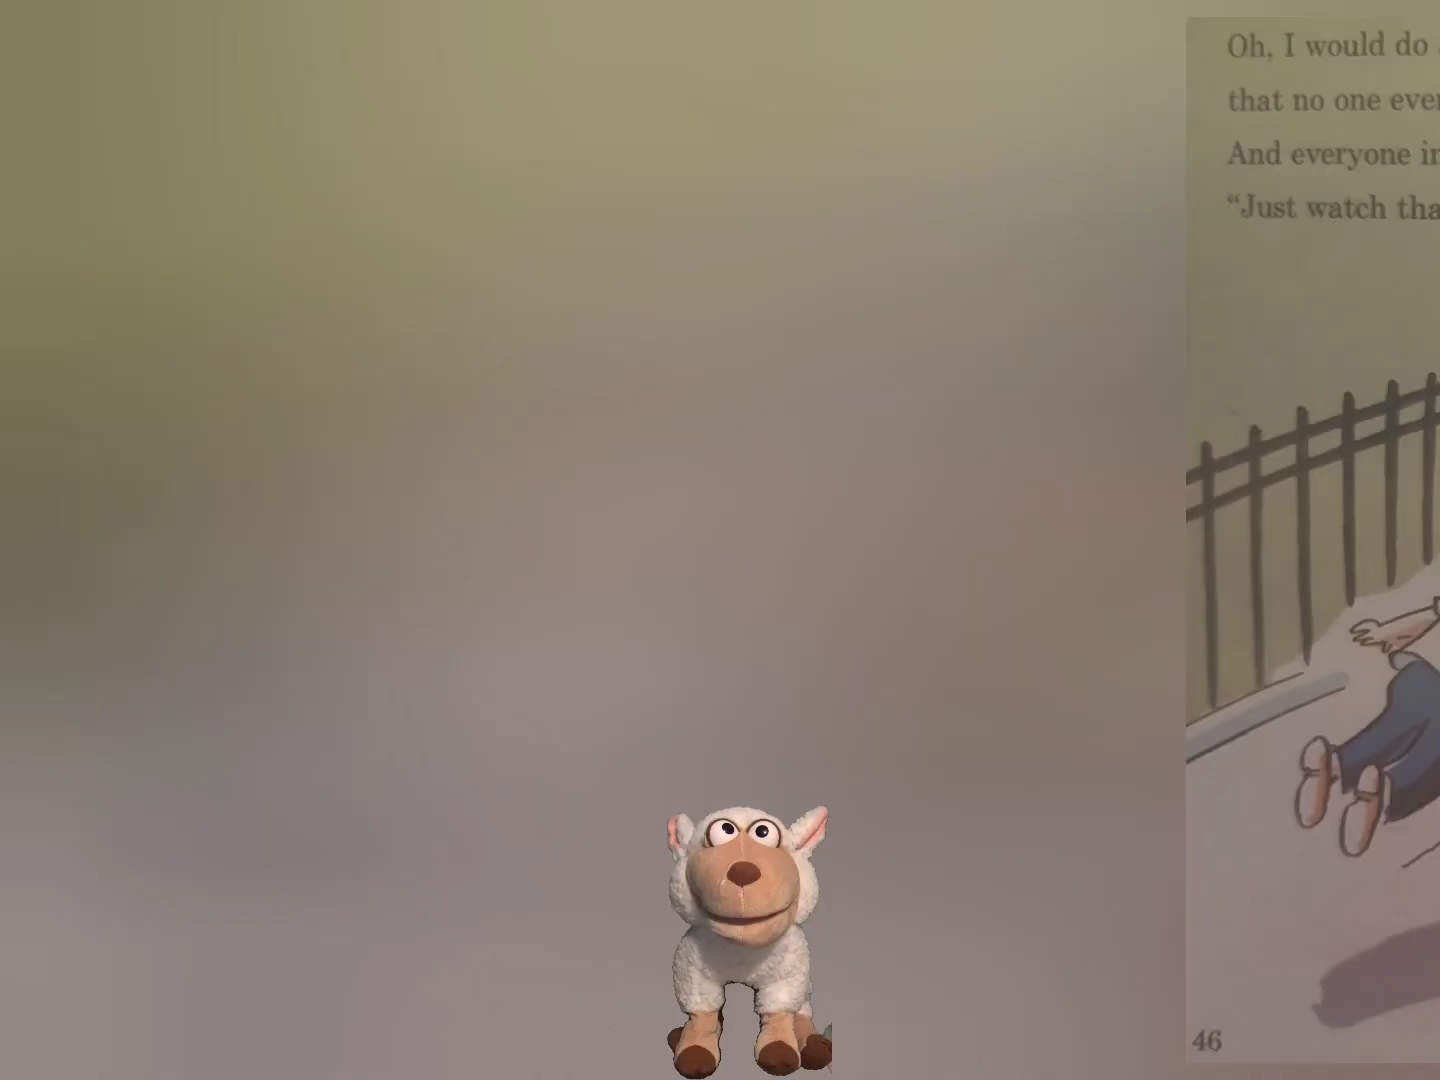 Oh, I would do
that no one ever
And everyone in
"Just watch tha
46